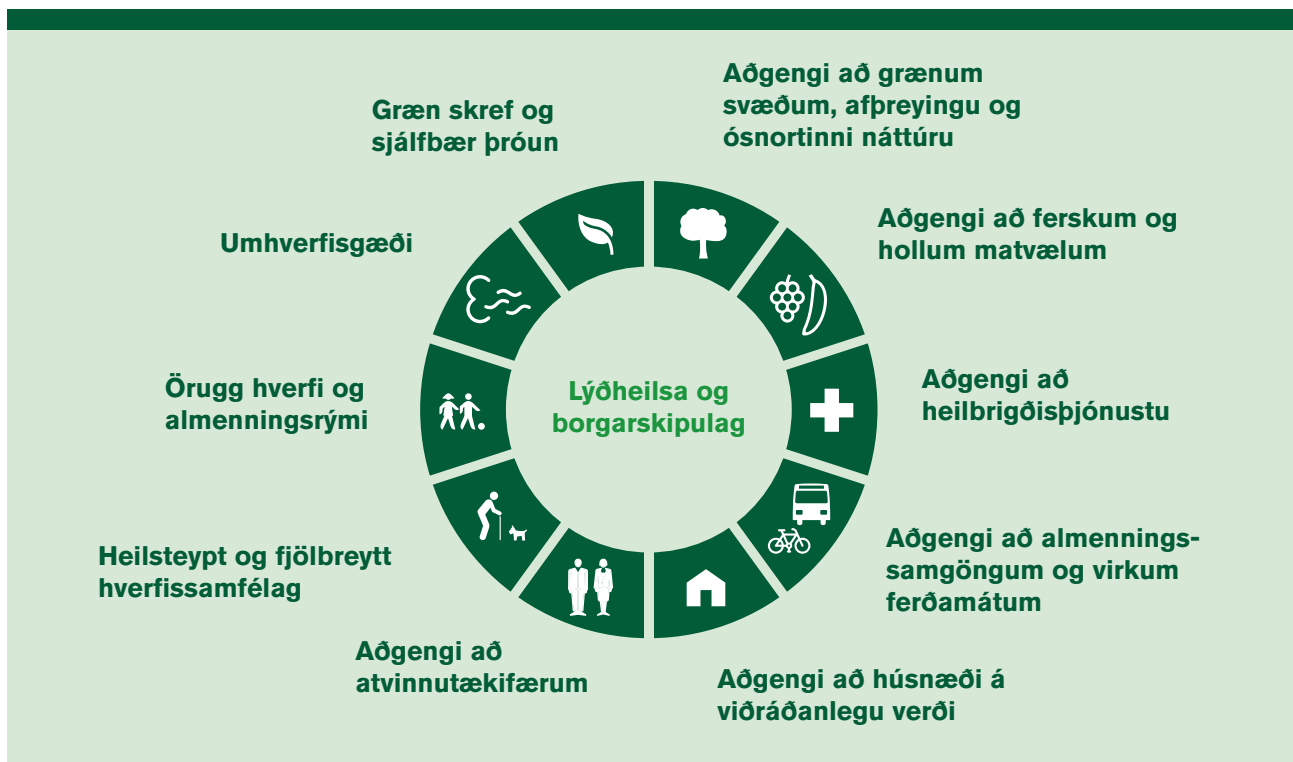 Aðgengi að grænum
svæðum, afþreyingu og
ósnortinni náttúru
Aðgengi að ferskum og
hollum matvælum
Aðgengi að
heilbrigðisþjónustu
Aðgengi að almennings-
samgöngum og virkum
ferðamátum
Aðgengi að húsnæði á
viðráðanlegu verði
Aðgengi að
atvinnutækifærum
Heilsteypt og fjölbreytt
hverfissamfélag
Örugg hverfi og
almenningsrými
Umhverfisgæði
Græn skref og
sjálfbær þróun
Lýðheilsa og
borgarskipulag